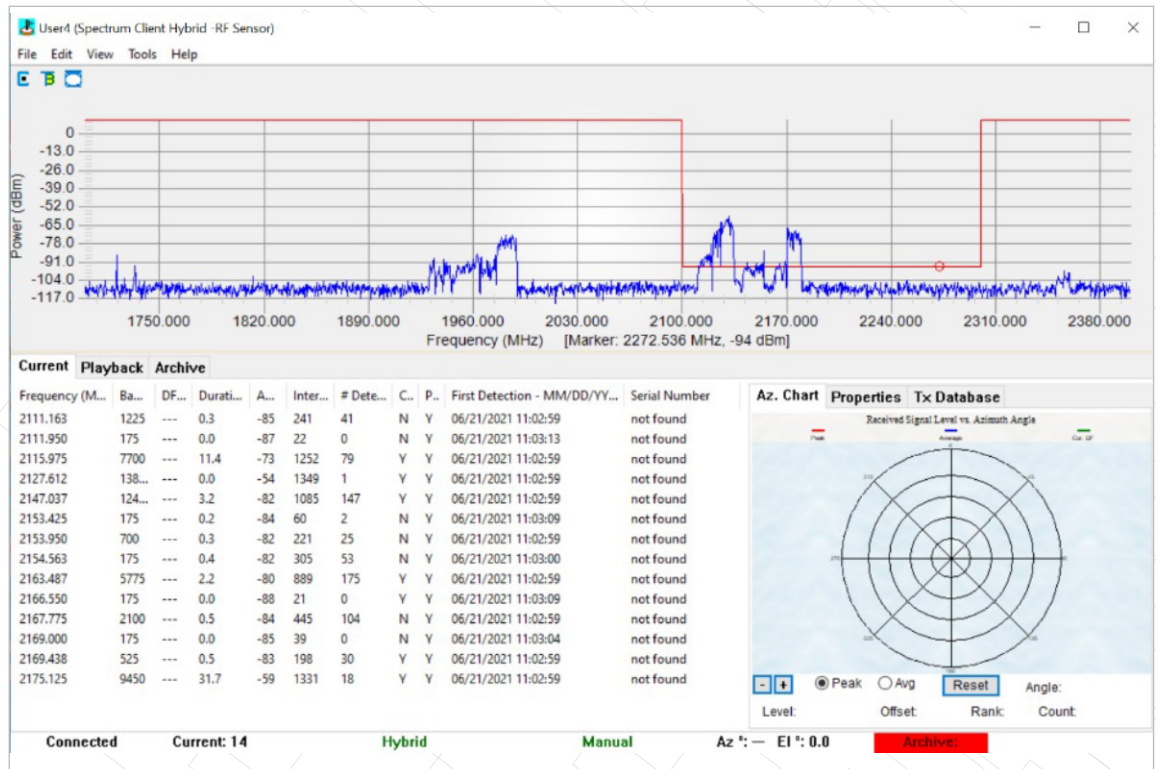 User4 (Spectrum Client Hybrid -RF Sensor)
File Edit View Tools Help
Power (dBm)
0
-13.0
-26.0
-39.0
-52.0
-65.0
-78.0
-91.0
-104.0
-117.0
1750.000 1820.000 1890.000 1960.000 2030.000 2100.000 2170.000 2240.000 2310.000 2380.000
Frequency (MHz) [Marker: 2272.536 MHz, -94 dBm]
Current Playback Archive
Frequency (M... Ba... DF... Durati... A... Inter... # Dete... C.. P.. First Detection - MM/DD/YY... Serial Number
2111.163 1225 --- 0.3 -85 241 41 N Y 06/21/2021 11:02:59 not found
2111.950 175 --- 0.0 -87 22 0 N Y 06/21/2021 11:03:13 not found
2115.975 7700 --- 11.4 -73 1252 79 Y Y 06/21/2021 11:02:59 not found
2127.612 138... --- 0.0 -54 1349 1 Y Y 06/21/2021 11:02:59 not found
2147.037 124... --- 3.2 -82 1085 147 Y Y 06/21/2021 11:02:59 not found
2153.425 175 --- 0.2 -84 60 2 N Y 06/21/2021 11:03:09 not found
2153.950 700 --- 0.3 -82 221 25 N Y 06/21/2021 11:02:59 not found
2154.563 175 --- 0.4 -82 305 53 N Y 06/21/2021 11:03:00 not found
2163.487 5775 --- 2.2 -80 889 175 Y Y 06/21/2021 11:02:59 not found
2166.550 175 --- 0.0 -88 21 0 Y Y 06/21/2021 11:03:09 not found
2167.775 2100 --- 0.5 -84 445 104 N Y 06/21/2021 11:02:59 not found
2169.000 175 --- 0.0 -85 39 0 N Y 06/21/2021 11:03:04 not found
2169.438 525 --- 0.5 -83 198 30 Y Y 06/21/2021 11:02:59 not found
2175.125 9450 --- 31.7 -59 1331 18 Y Y 06/21/2021 11:02:59 not found
Az. Chart Properties Tx Database
Received Signal Level vs. Azimuth Angle
Peak Average Cur. DF
- + Peak Avg Reset Angle:
Level: Offset: Rank: Count:
Connected Current: 14 Hybrid Manual Az °: — El °: 0.0 Archive: